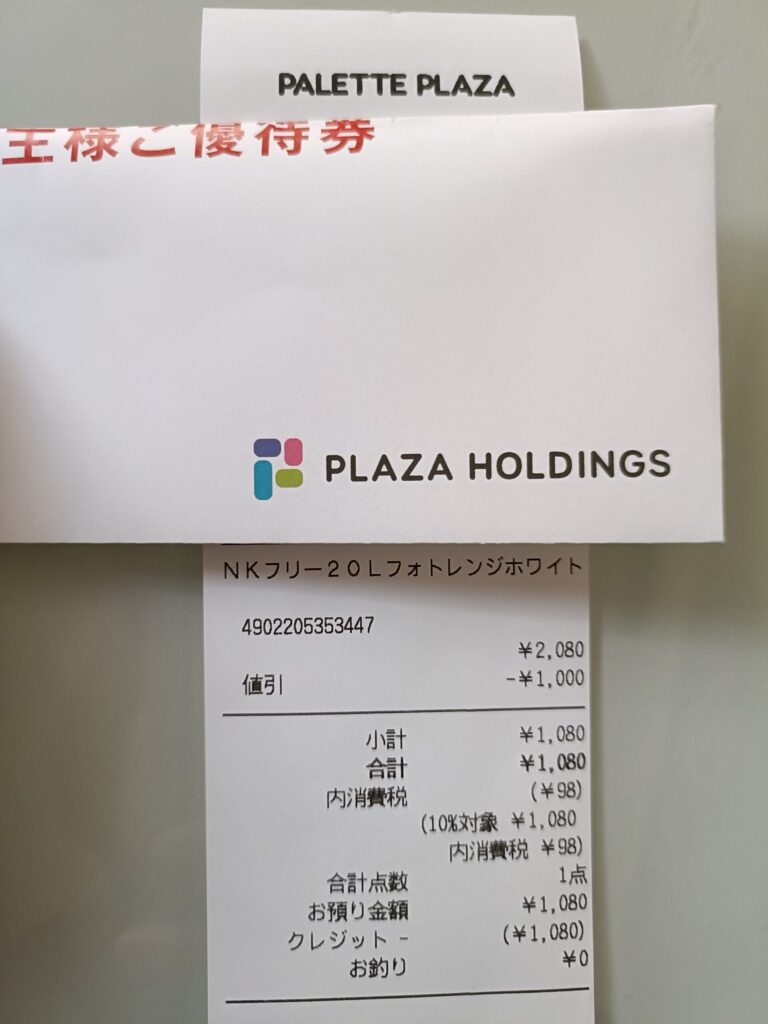 PALETTE PLAZA
主様ご優待券
PLAZA HOLDINGS
NKフリー20Lフォトレンジホワイト
4902205353447
¥2,080
値引 -¥1,000
小計 ¥1,080
合計 ¥1,080
内消費税 (¥98)
(10%対象 ¥1,080
内消費税 ¥98)
合計点数 1点
お預り金額 ¥1,080
クレジット - (¥1,080)
お釣り ¥0